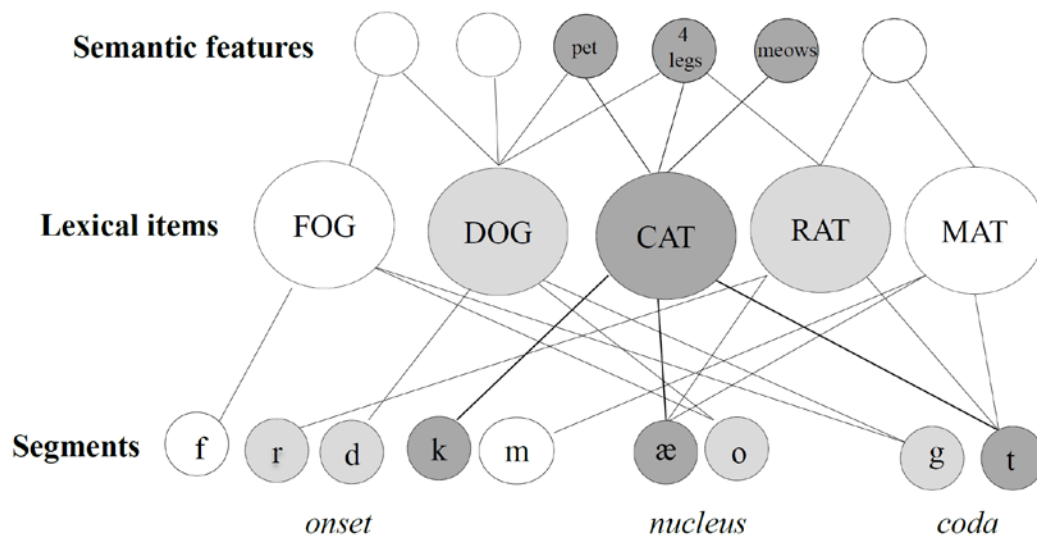 Semantic features
pet
4
legs
meows
Lexical items
FOG
DOG
CAT
RAT
MAT
Segments
f
r
d
k
m
æ
o
g
t
onset
nucleus
coda